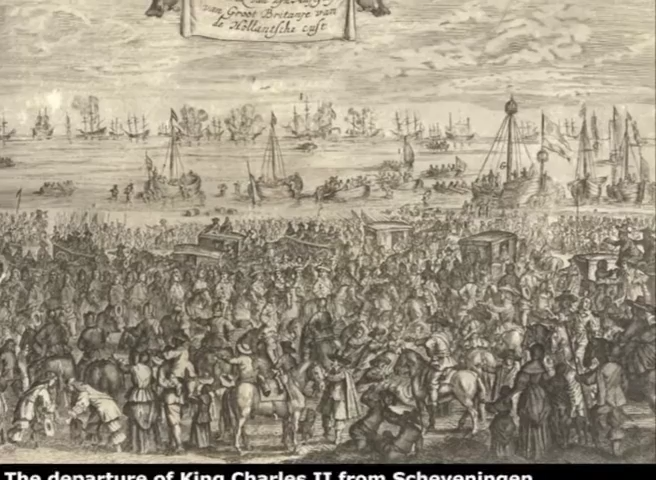 van Groot Britanje van
de Hollantsche cust
The departure of King Charles II from Scheveningen